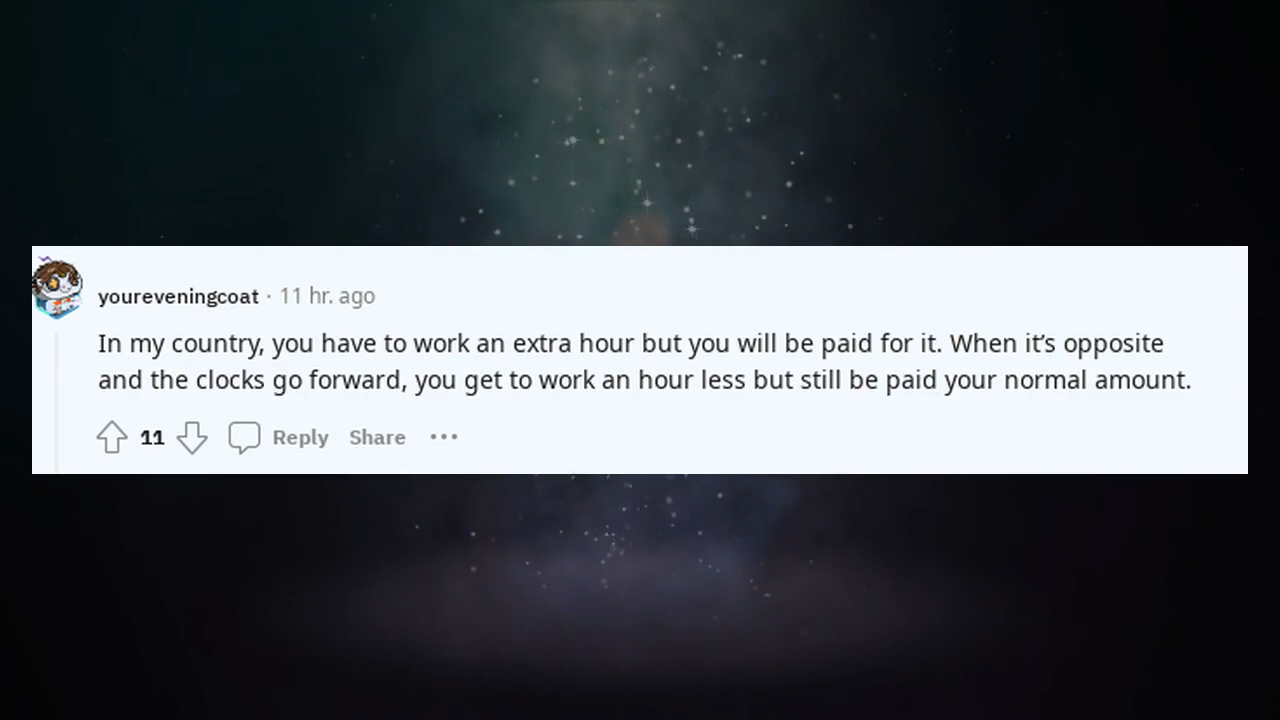 youreveningcoat · 11 hr. ago
In my country, you have to work an extra hour but you will be paid for it. When it’s opposite
and the clocks go forward, you get to work an hour less but still be paid your normal amount.
11 Reply Share •••